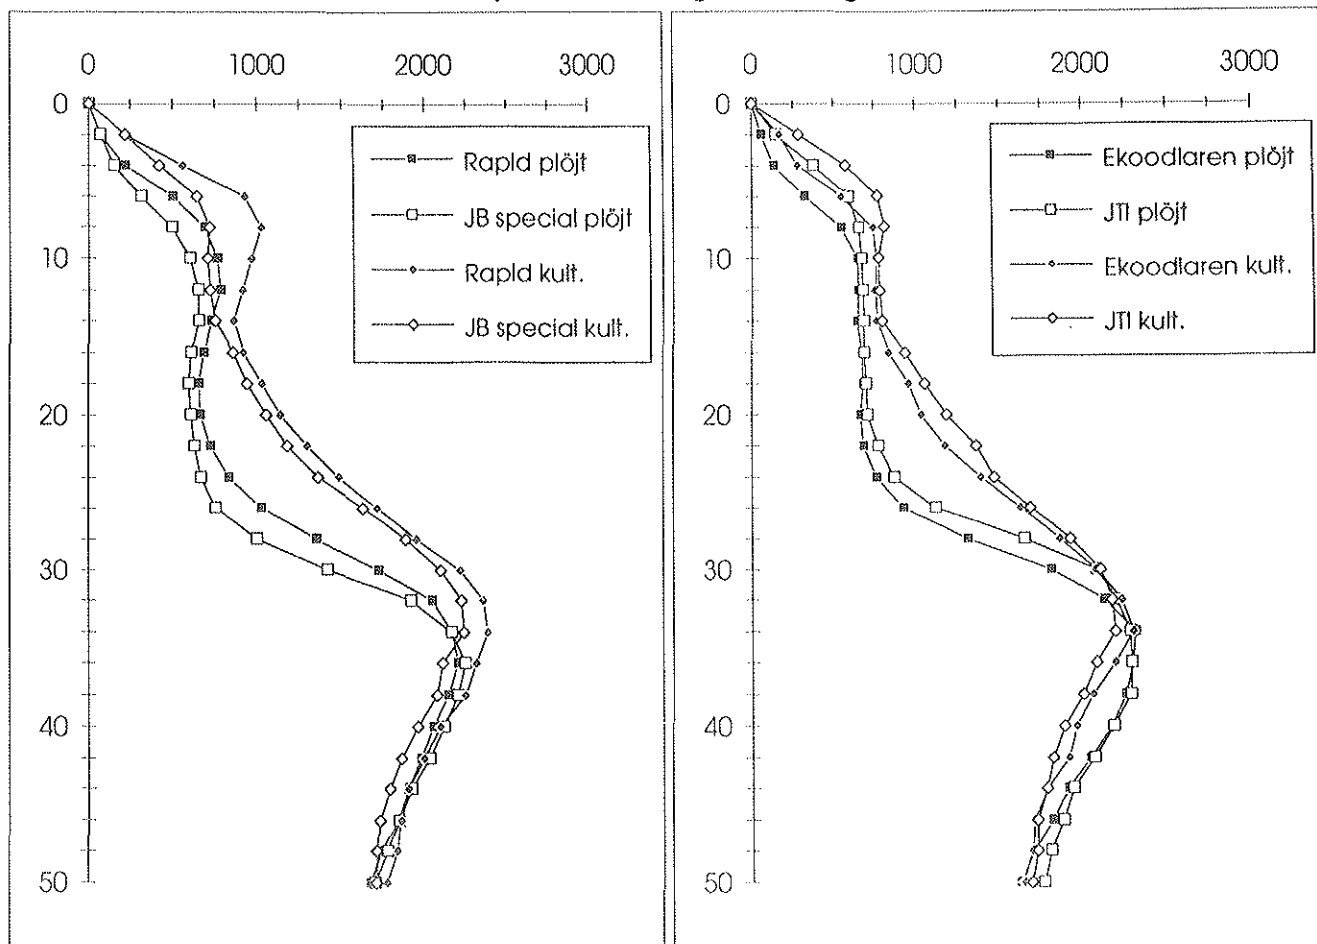 0 1000 2000 3000
0
10
20
30
40
50
Rapid plöjt
JB special plöjt
Rapid kult.
JB special kult.
0 1000 2000 3000
0
10
20
30
40
50
Ekoodlaren plöjt
JTI plöjt
Ekoodlaren kult.
JTI kult.